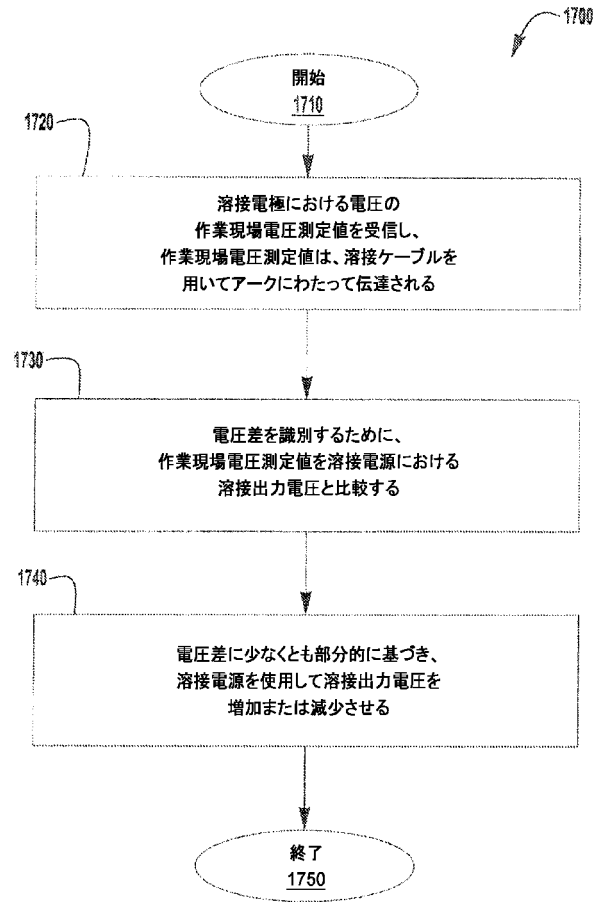 1700
開始
1710
1720
溶接電極における電圧の
作業現場電圧測定値を受信し、
作業現場電圧測定値は、溶接ケーブルを
用いてアークにわたって伝達される
1730
電圧差を識別するために、
作業現場電圧測定値を溶接電源における
溶接出力電圧と比較する
1740
電圧差に少なくとも部分的に基づき、
溶接電源を使用して溶接出力電圧を
増加または減少させる
終了
1750